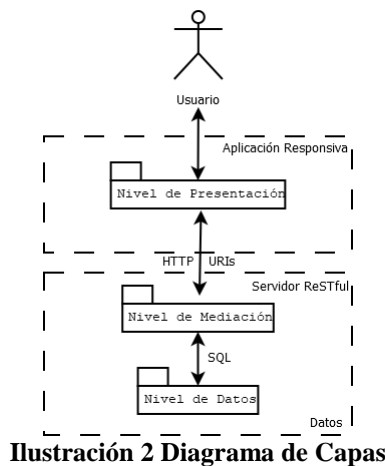 Usuario
Aplicación Responsiva
Nivel de Presentación
HTTP URIs
Servidor ReSTful
Nivel de Mediación
SQL
Nivel de Datos
Datos
Ilustración 2 Diagrama de Capas